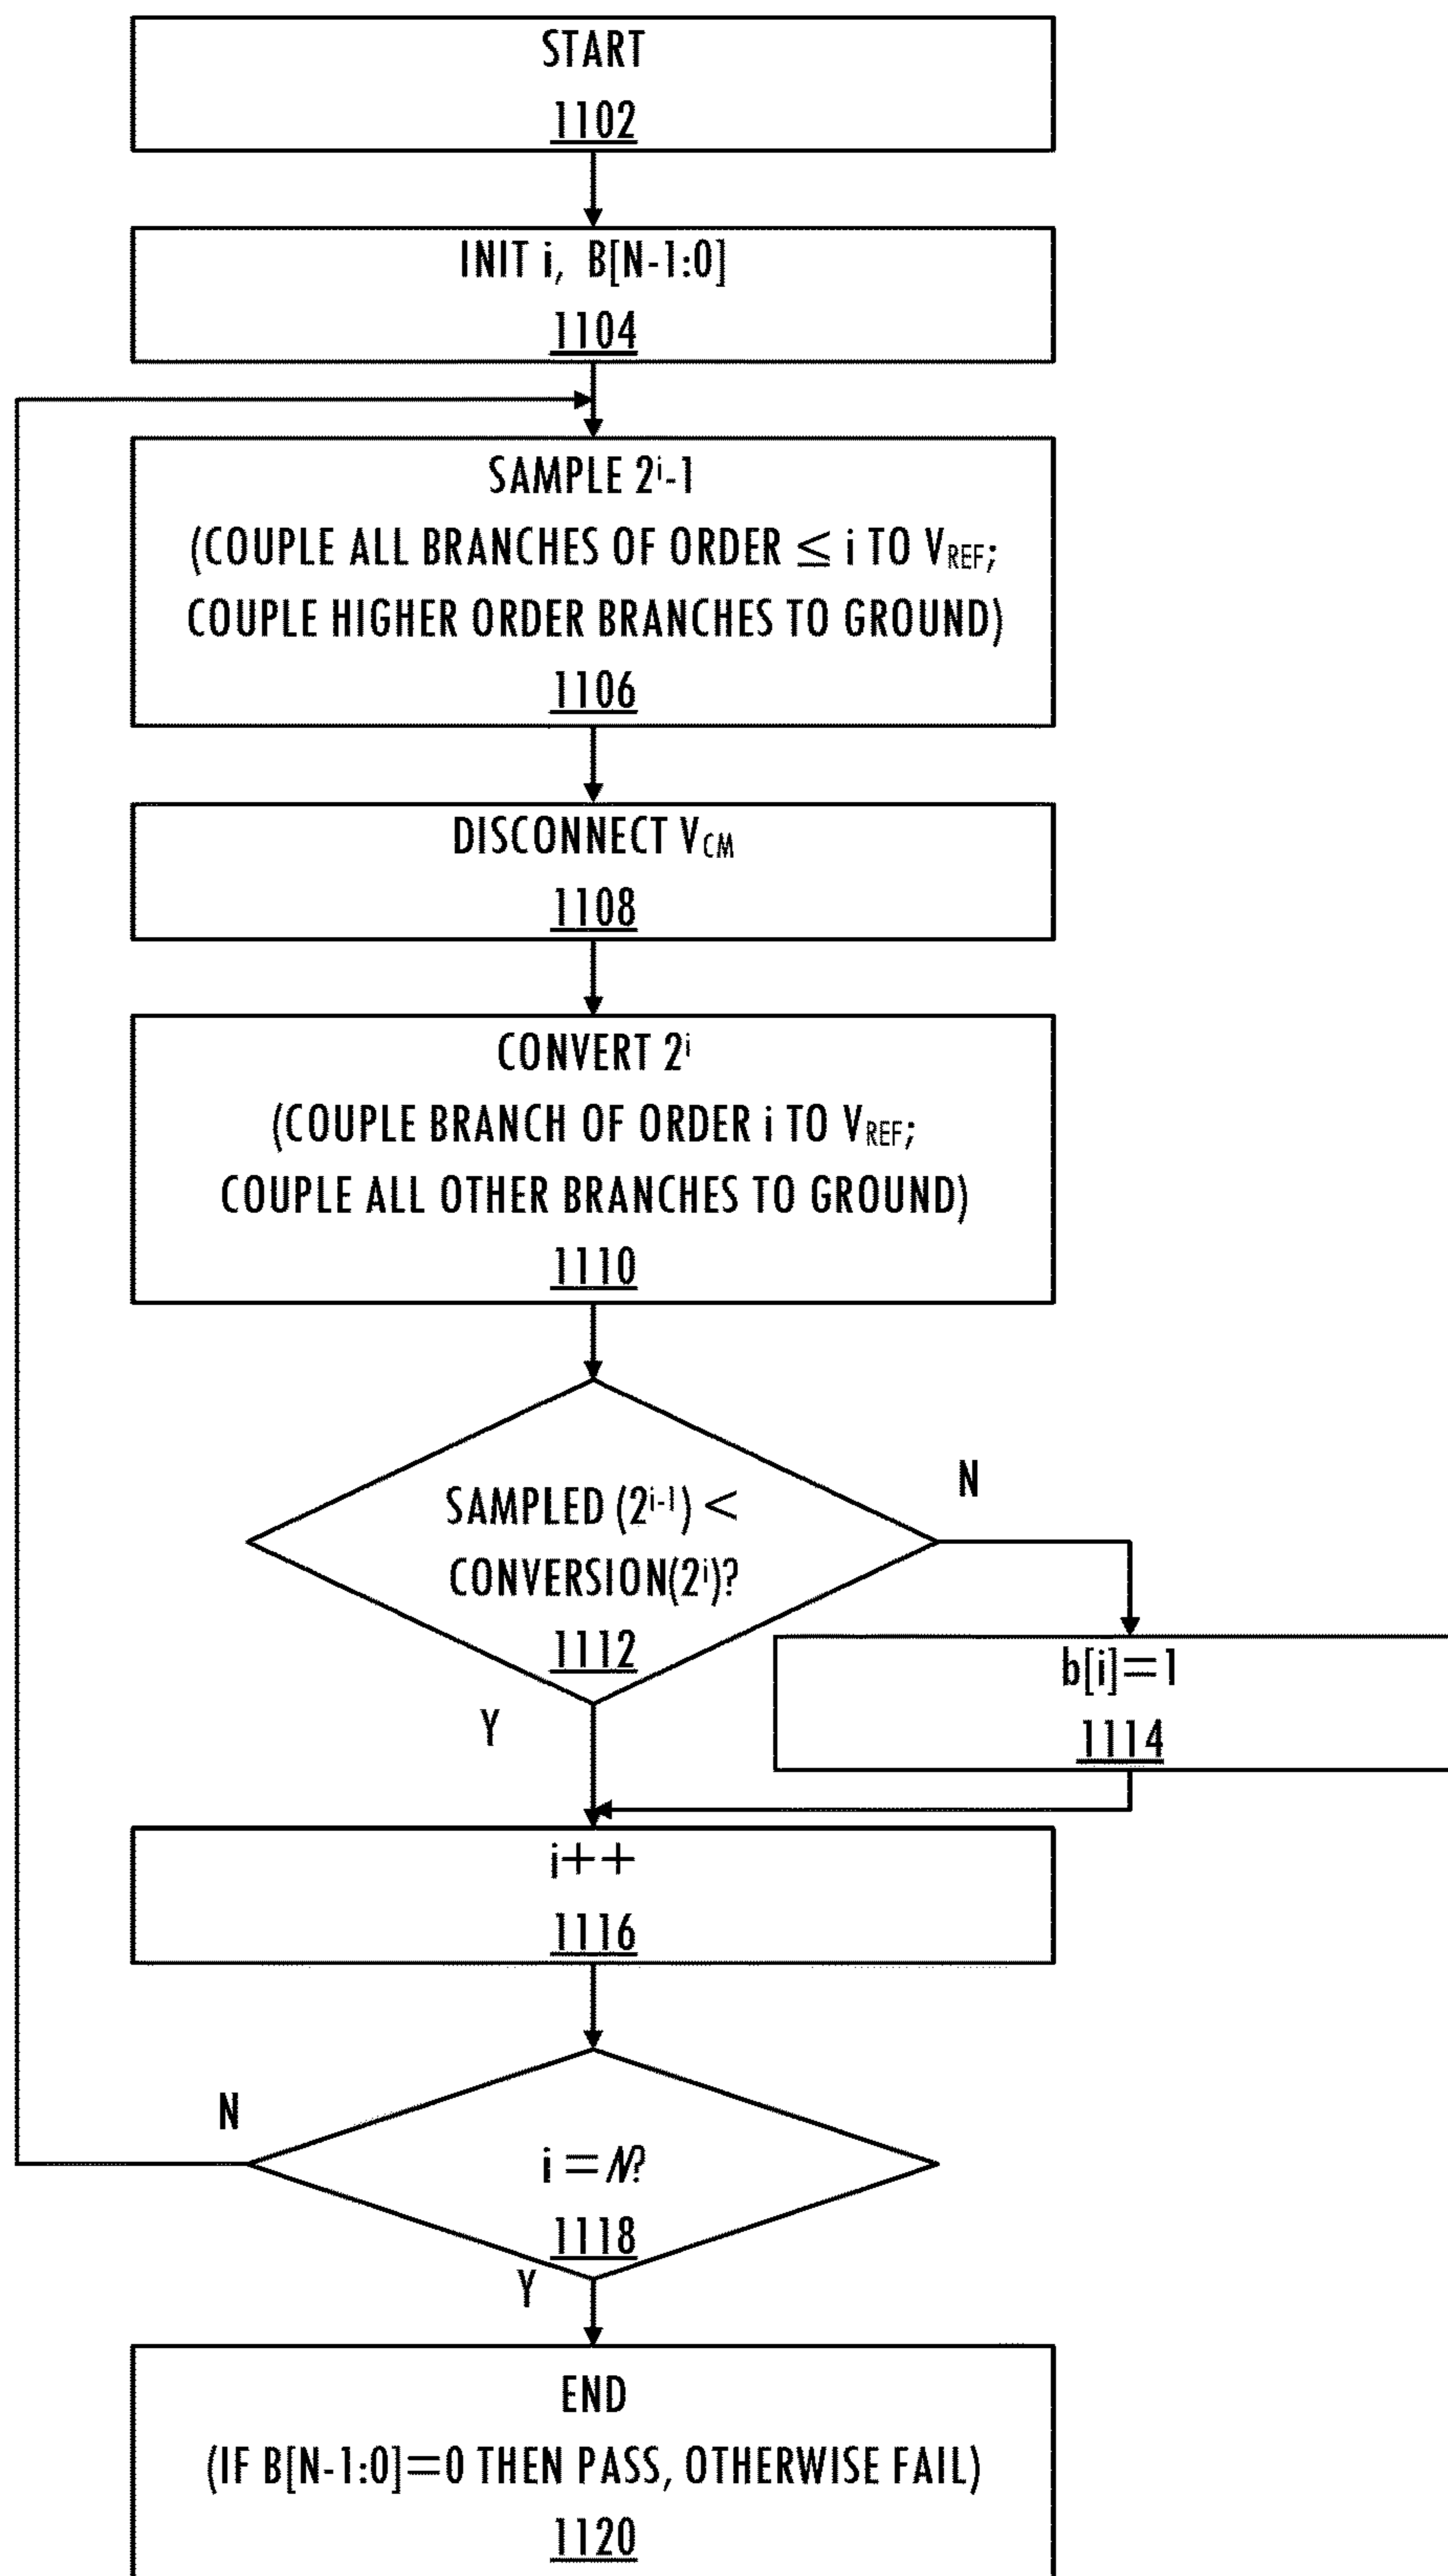 START
1102
INIT i, B[N-1:0]
1104
SAMPLE 2ⁱ-1
(COUPLE ALL BRANCHES OF ORDER ≤ i TO V_REF;
COUPLE HIGHER ORDER BRANCHES TO GROUND)
1106
DISCONNECT V_CM
1108
CONVERT 2ⁱ
(COUPLE BRANCH OF ORDER i TO V_REF;
COUPLE ALL OTHER BRANCHES TO GROUND)
1110
N
SAMPLED (2ⁱ⁻¹) <
CONVERSION(2ⁱ)?
1112
b[i]=1
1114
Y
i++
1116
N
i=N?
1118
Y
END
(IF B[N-1:0]=0 THEN PASS, OTHERWISE FAIL)
1120